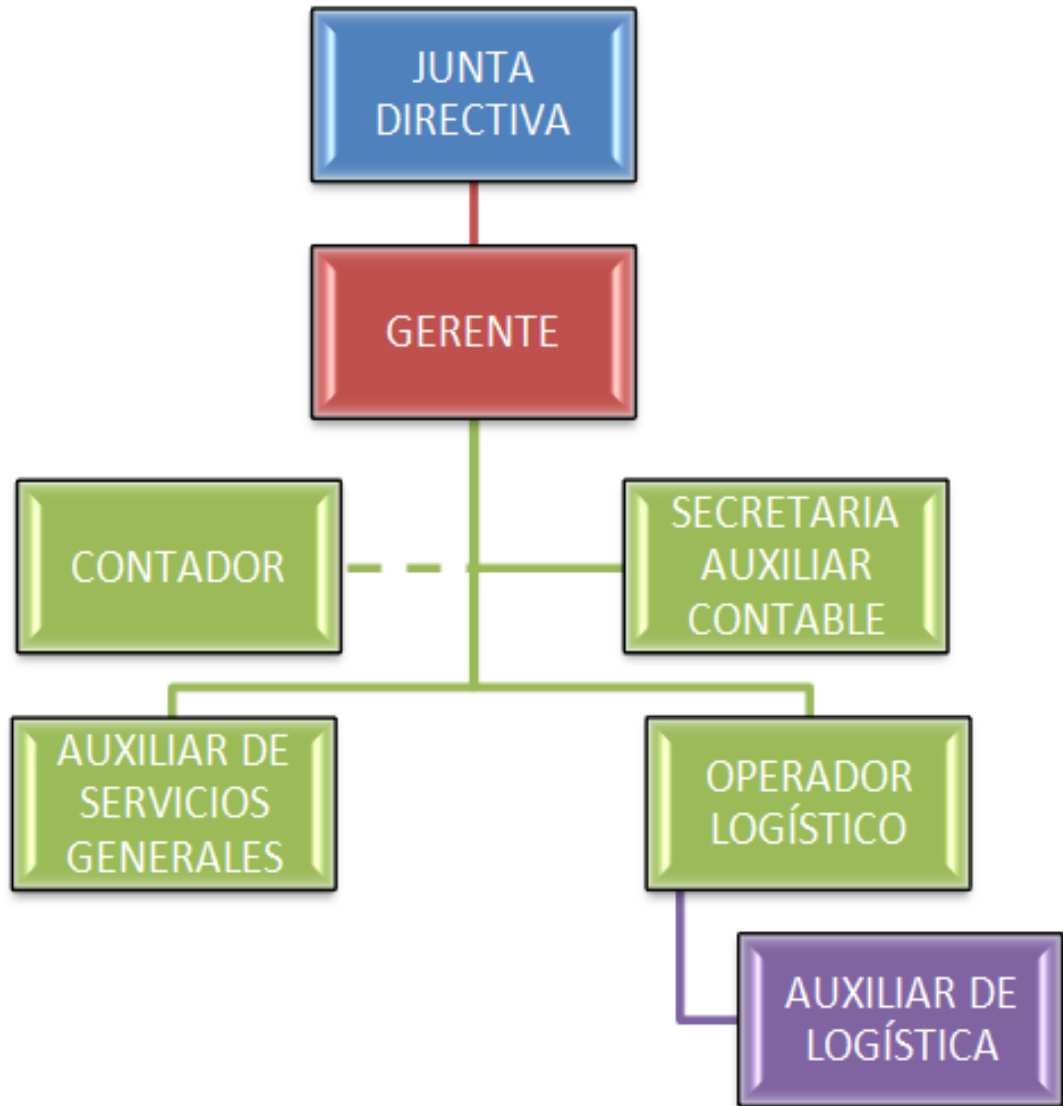 JUNTA
DIRECTIVA
GERENTE
CONTADOR
SECRETARIA
AUXILIAR
CONTABLE
AUXILIAR DE
SERVICIOS
GENERALES
OPERADOR
LOGÍSTICO
AUXILIAR DE
LOGÍSTICA